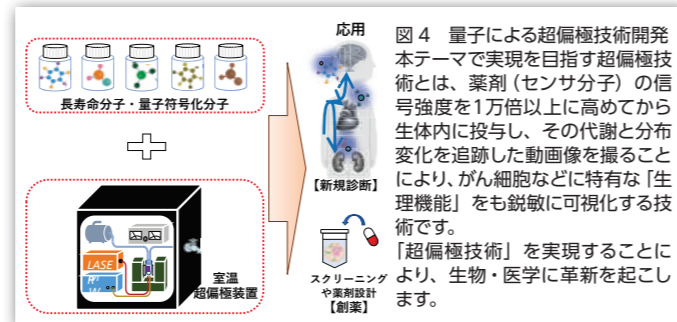 長寿命分子・量子符号化分子
LASE
室温
超偏極装置
応用
【新規診断】
スクリーニング
や薬剤設計
【創薬】
図4 量子による超偏極技術開発
本テーマで実現を目指す超偏極技
術とは、薬剤(センサ分子)の信
号強度を1万倍以上に高めてから
生体内に投与し、その代謝と分布
変化を追跡した動画像を撮ること
により、がん細胞などに特有な「生
理機能」をも鋭敏に可視化する技
術です。
「超偏極技術」を実現することに
より、生物・医学に革新を起こし
ます。